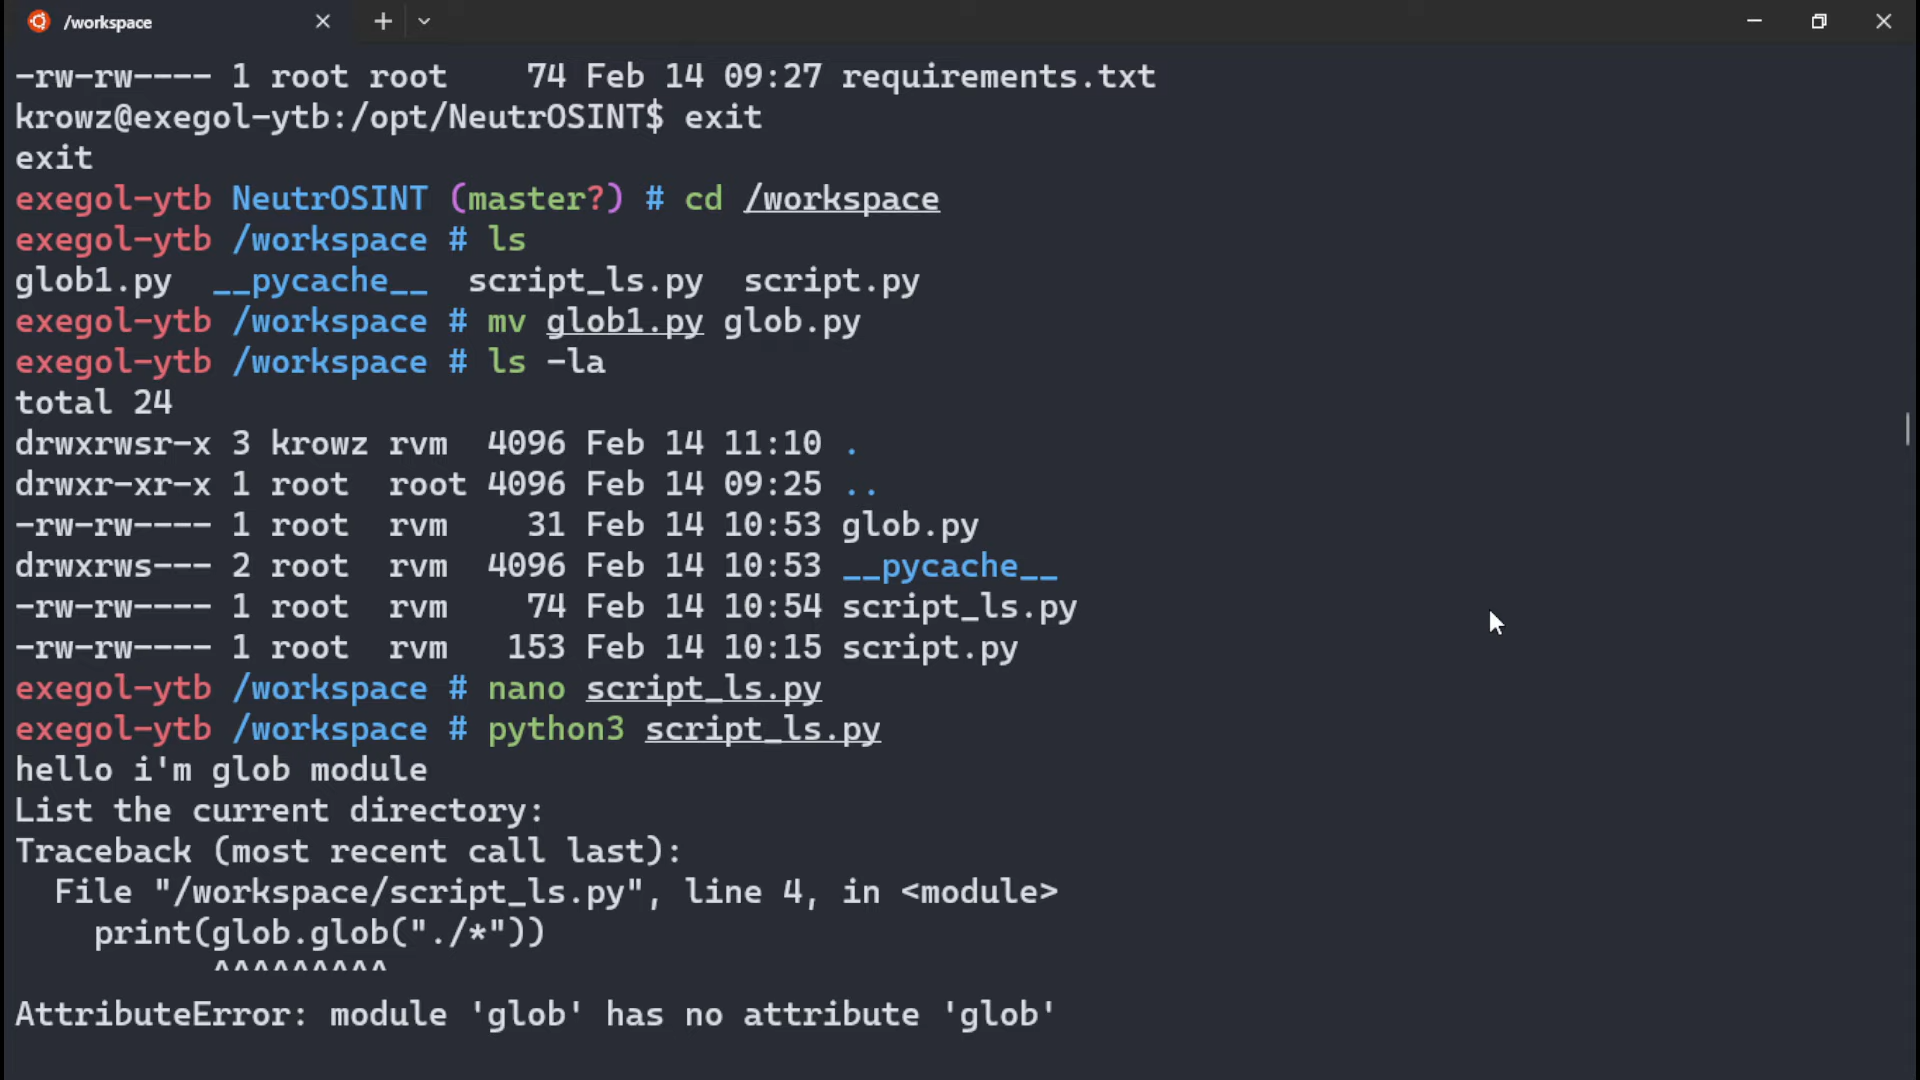 /workspace
-rw-rw---- 1 root root    74 Feb 14 09:27 requirements.txt
krowz@exegol-ytb:/opt/NeutrOSINT$ exit
exit
exegol-ytb NeutrOSINT (master?) # cd /workspace
exegol-ytb /workspace # ls
glob1.py  __pycache__  script_ls.py  script.py
exegol-ytb /workspace # mv glob1.py glob.py
exegol-ytb /workspace # ls -la
total 24
drwxrwsr-x 3 krowz rvm  4096 Feb 14 11:10 .
drwxr-xr-x 1 root  root 4096 Feb 14 09:25 ..
-rw-rw---- 1 root  rvm    31 Feb 14 10:53 glob.py
drwxrws--- 2 root  rvm  4096 Feb 14 10:53 __pycache__
-rw-rw---- 1 root  rvm    74 Feb 14 10:54 script_ls.py
-rw-rw---- 1 root  rvm   153 Feb 14 10:15 script.py
exegol-ytb /workspace # nano script_ls.py
exegol-ytb /workspace # python3 script_ls.py
hello i'm glob module
List the current directory:
Traceback (most recent call last):
  File "/workspace/script_ls.py", line 4, in <module>
    print(glob.glob("./*"))
          ^^^^^^^^^
AttributeError: module 'glob' has no attribute 'glob'